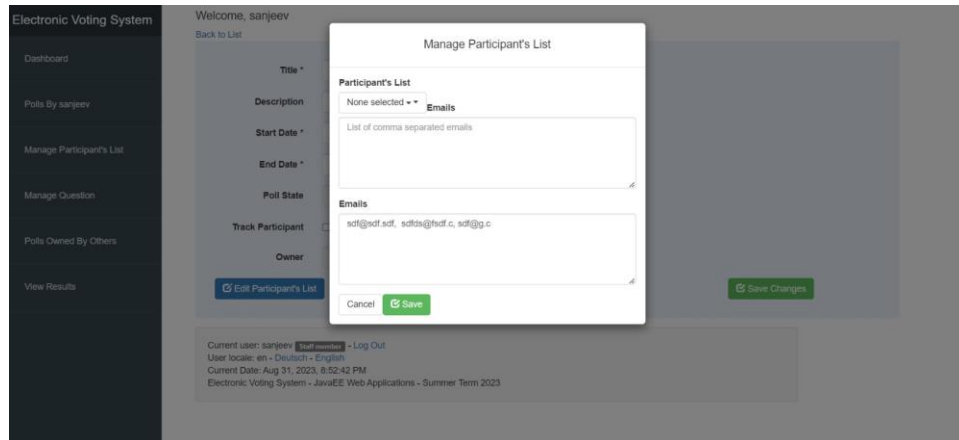 Electronic Voting System
Dashboard
Polls By sanjeev
Manage Participant's List
Manage Question
Polls Owned By Others
View Results
Welcome, sanjeev
Back to List
Title *
Description
Start Date *
End Date *
Poll State
Track Participant
Owner
Edit Participant's List
Save Changes
Manage Participant's List
Participant's List
None selected
Emails
List of comma separated emails
Emails
sdf@sdf.sdf, sdfds@fsdf.c, sdf@g.c
Cancel Save
Current user: sanjeev Staff member - Log Out
User locale: en - Deutsch - English
Current Date: Aug 31, 2023, 8:52:42 PM
Electronic Voting System - JavaEE Web Applications - Summer Term 2023